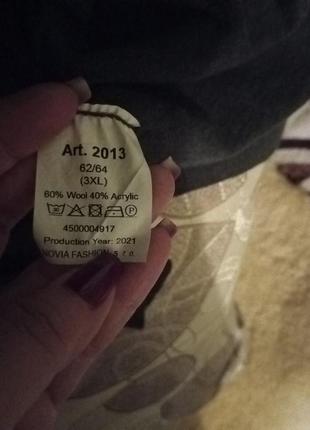 Art. 2013
62/64
(3XL)
60% Wool 40% Acrylic
4500004917
Production Year: 2021
NOVIA FASHION s r.o.